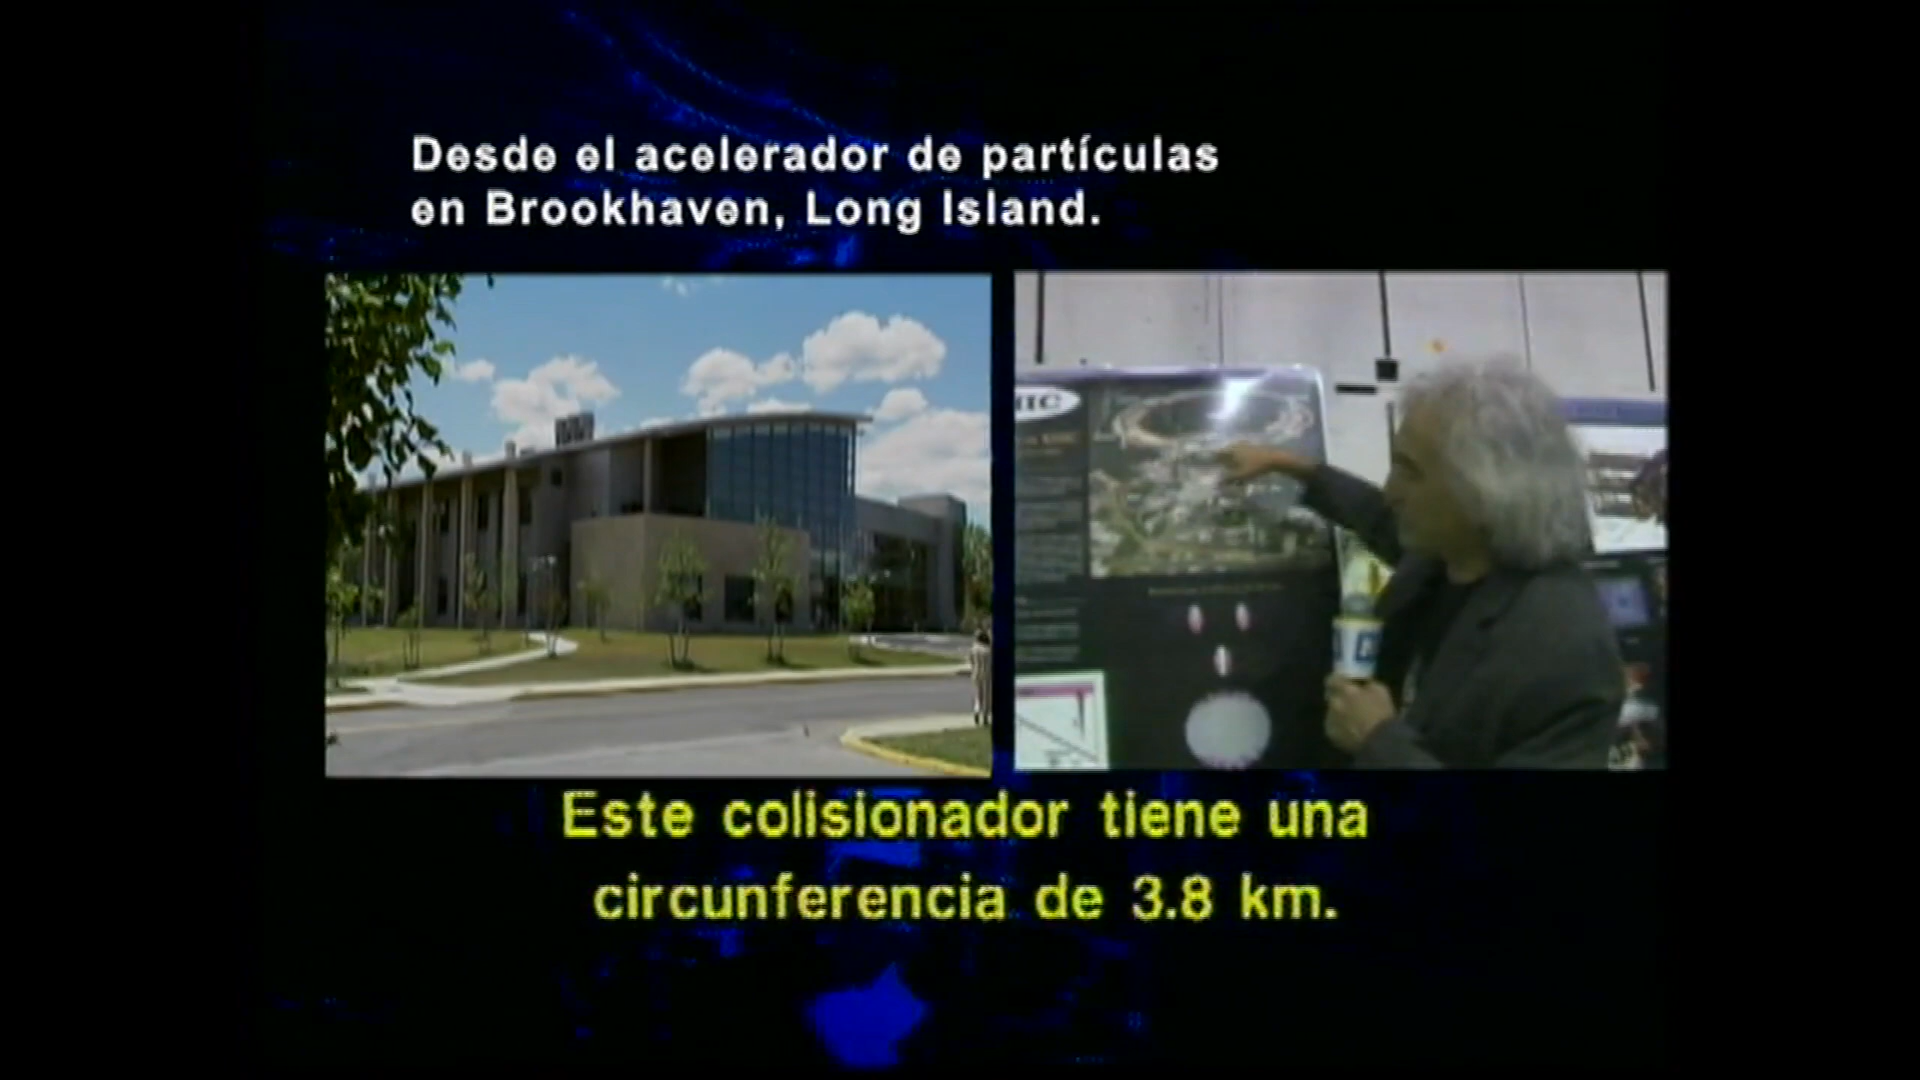 Desde el acelerador de partículas
en Brookhaven, Long Island.
Este colisionador tiene una
circunferencia de 3.8 km.